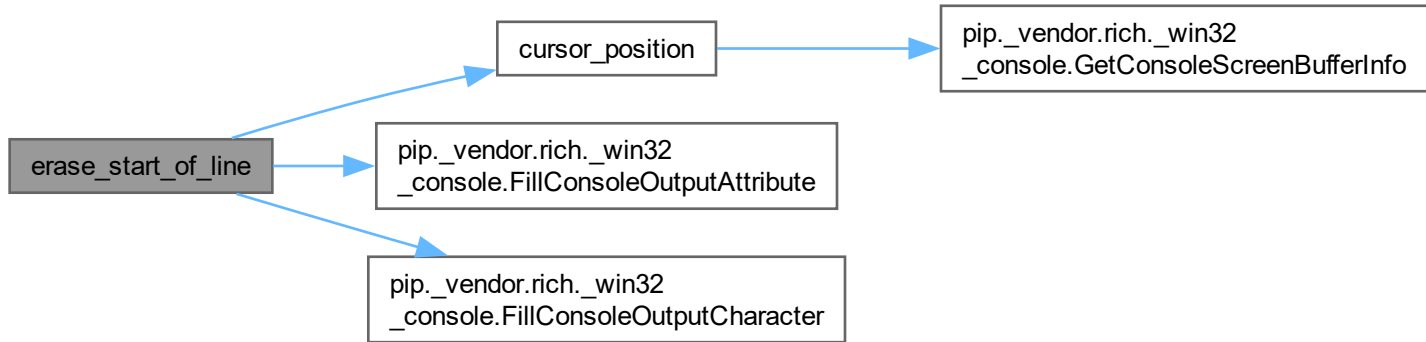 cursor_position
pip._vendor.rich._win32
_console.GetConsoleScreenBufferInfo
erase_start_of_line
pip._vendor.rich._win32
_console.FillConsoleOutputAttribute
pip._vendor.rich._win32
_console.FillConsoleOutputCharacter